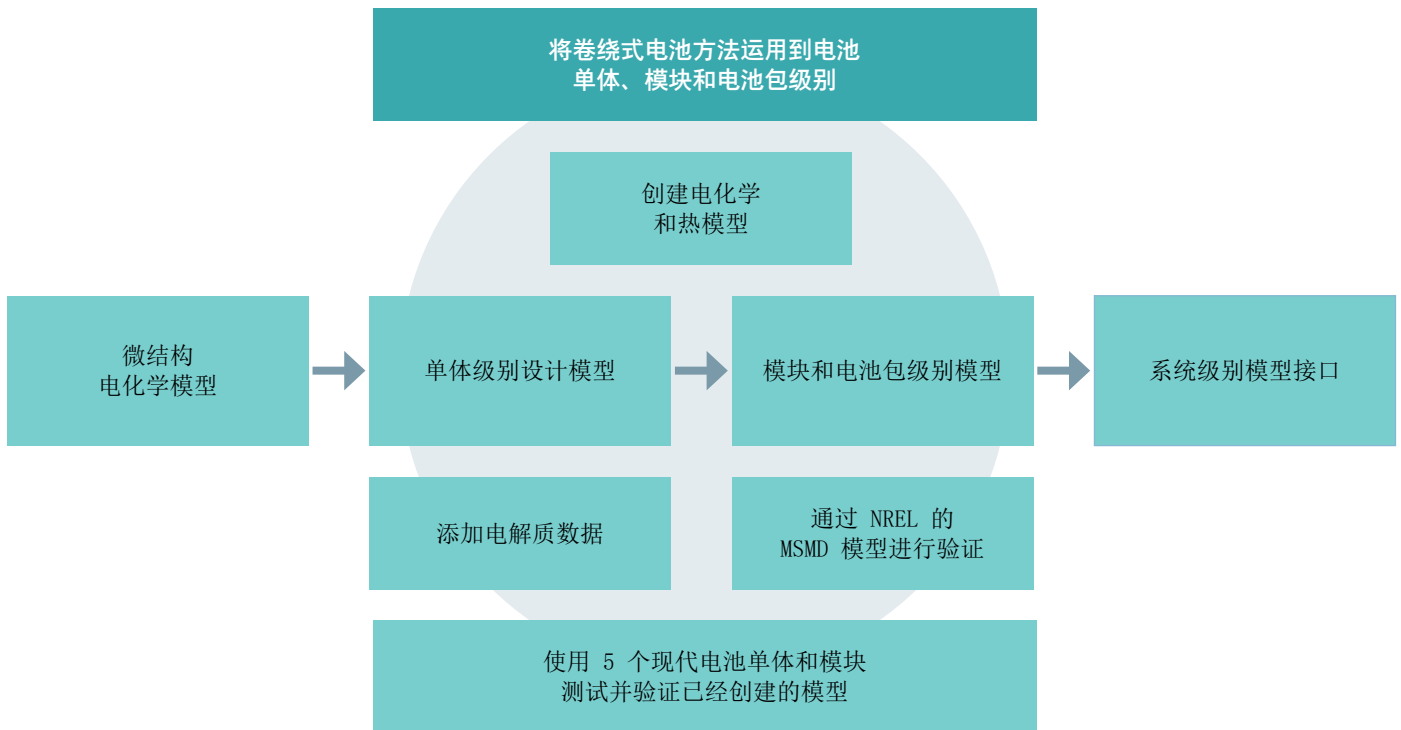 将卷绕式电池方法运用到电池
单体、模块和电池包级别
创建电化学
和热模型
微结构
电化学模型
单体级别设计模型
模块和电池包级别模型
系统级别模型接口
添加电解质数据
通过 NREL 的
MSMD 模型进行验证
使用 5 个现代电池单体和模块
测试并验证已经创建的模型